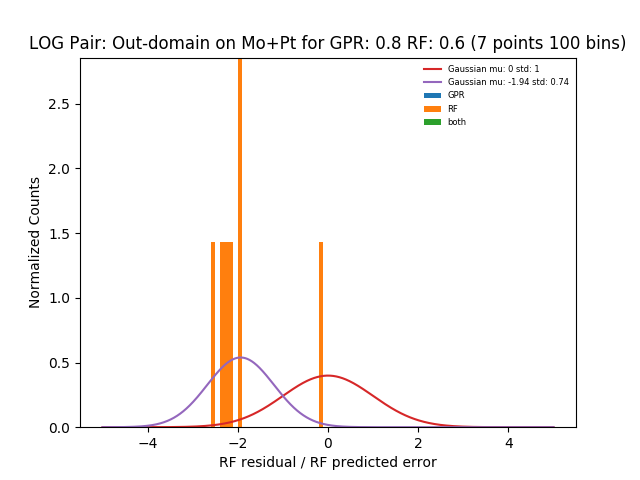 LOG Pair: Out-domain on Mo+Pt for GPR: 0.8 RF: 0.6 (7 points 100 bins)
Gaussian mu: 0 std: 1
Gaussian mu: -1.94 std: 0.74
GPR
RF
both
Normalized Counts
2.5
2.0
1.5
1.0
0.5
0.0
−4 −2 0 2 4
RF residual / RF predicted error